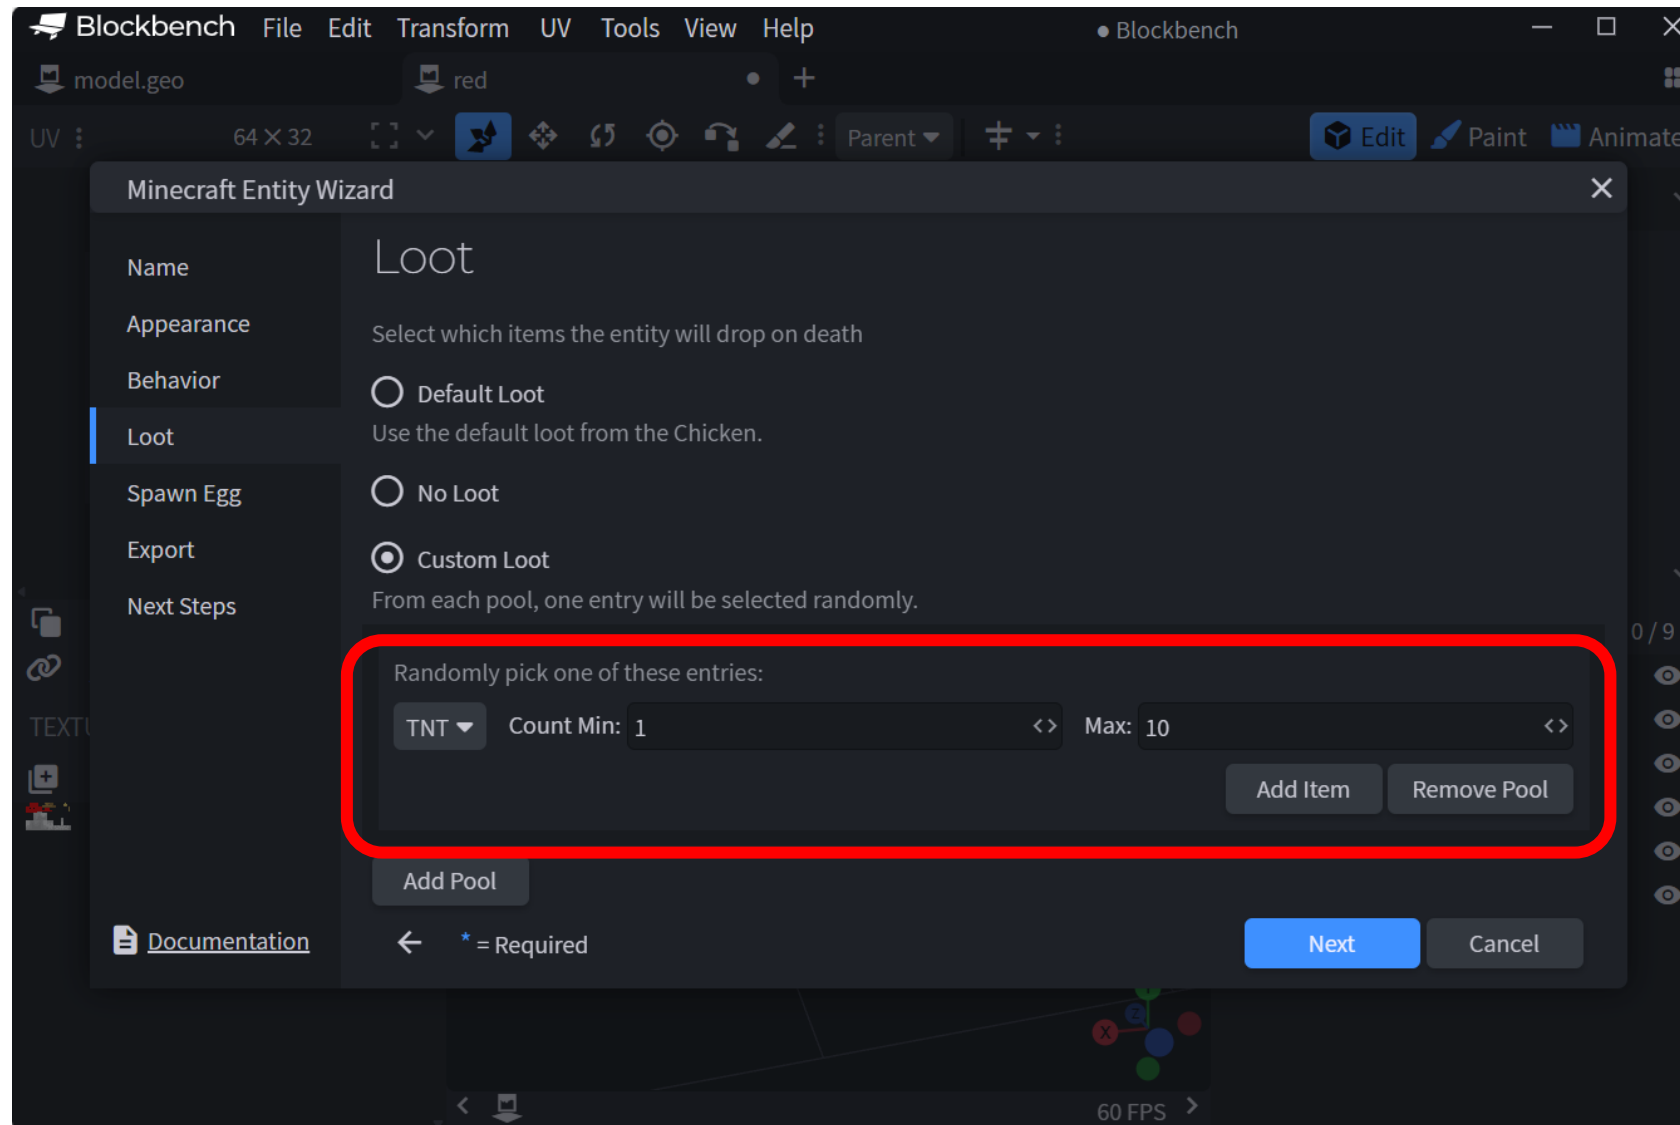 Blockbench File Edit Transform UV Tools View Help Blockbench
model.geo red
UV 64 × 32 Parent Edit Paint Animate
Minecraft Entity Wizard
Name
Appearance
Behavior
Loot
Spawn Egg
Export
Next Steps
Documentation
Loot
Select which items the entity will drop on death
Default Loot
Use the default loot from the Chicken.
No Loot
Custom Loot
From each pool, one entry will be selected randomly.
Randomly pick one of these entries:
TNT Count Min: 1 Max: 10
Add Item Remove Pool
Add Pool
* = Required
Next Cancel
0 / 9
TEXTU
X Z
60 FPS